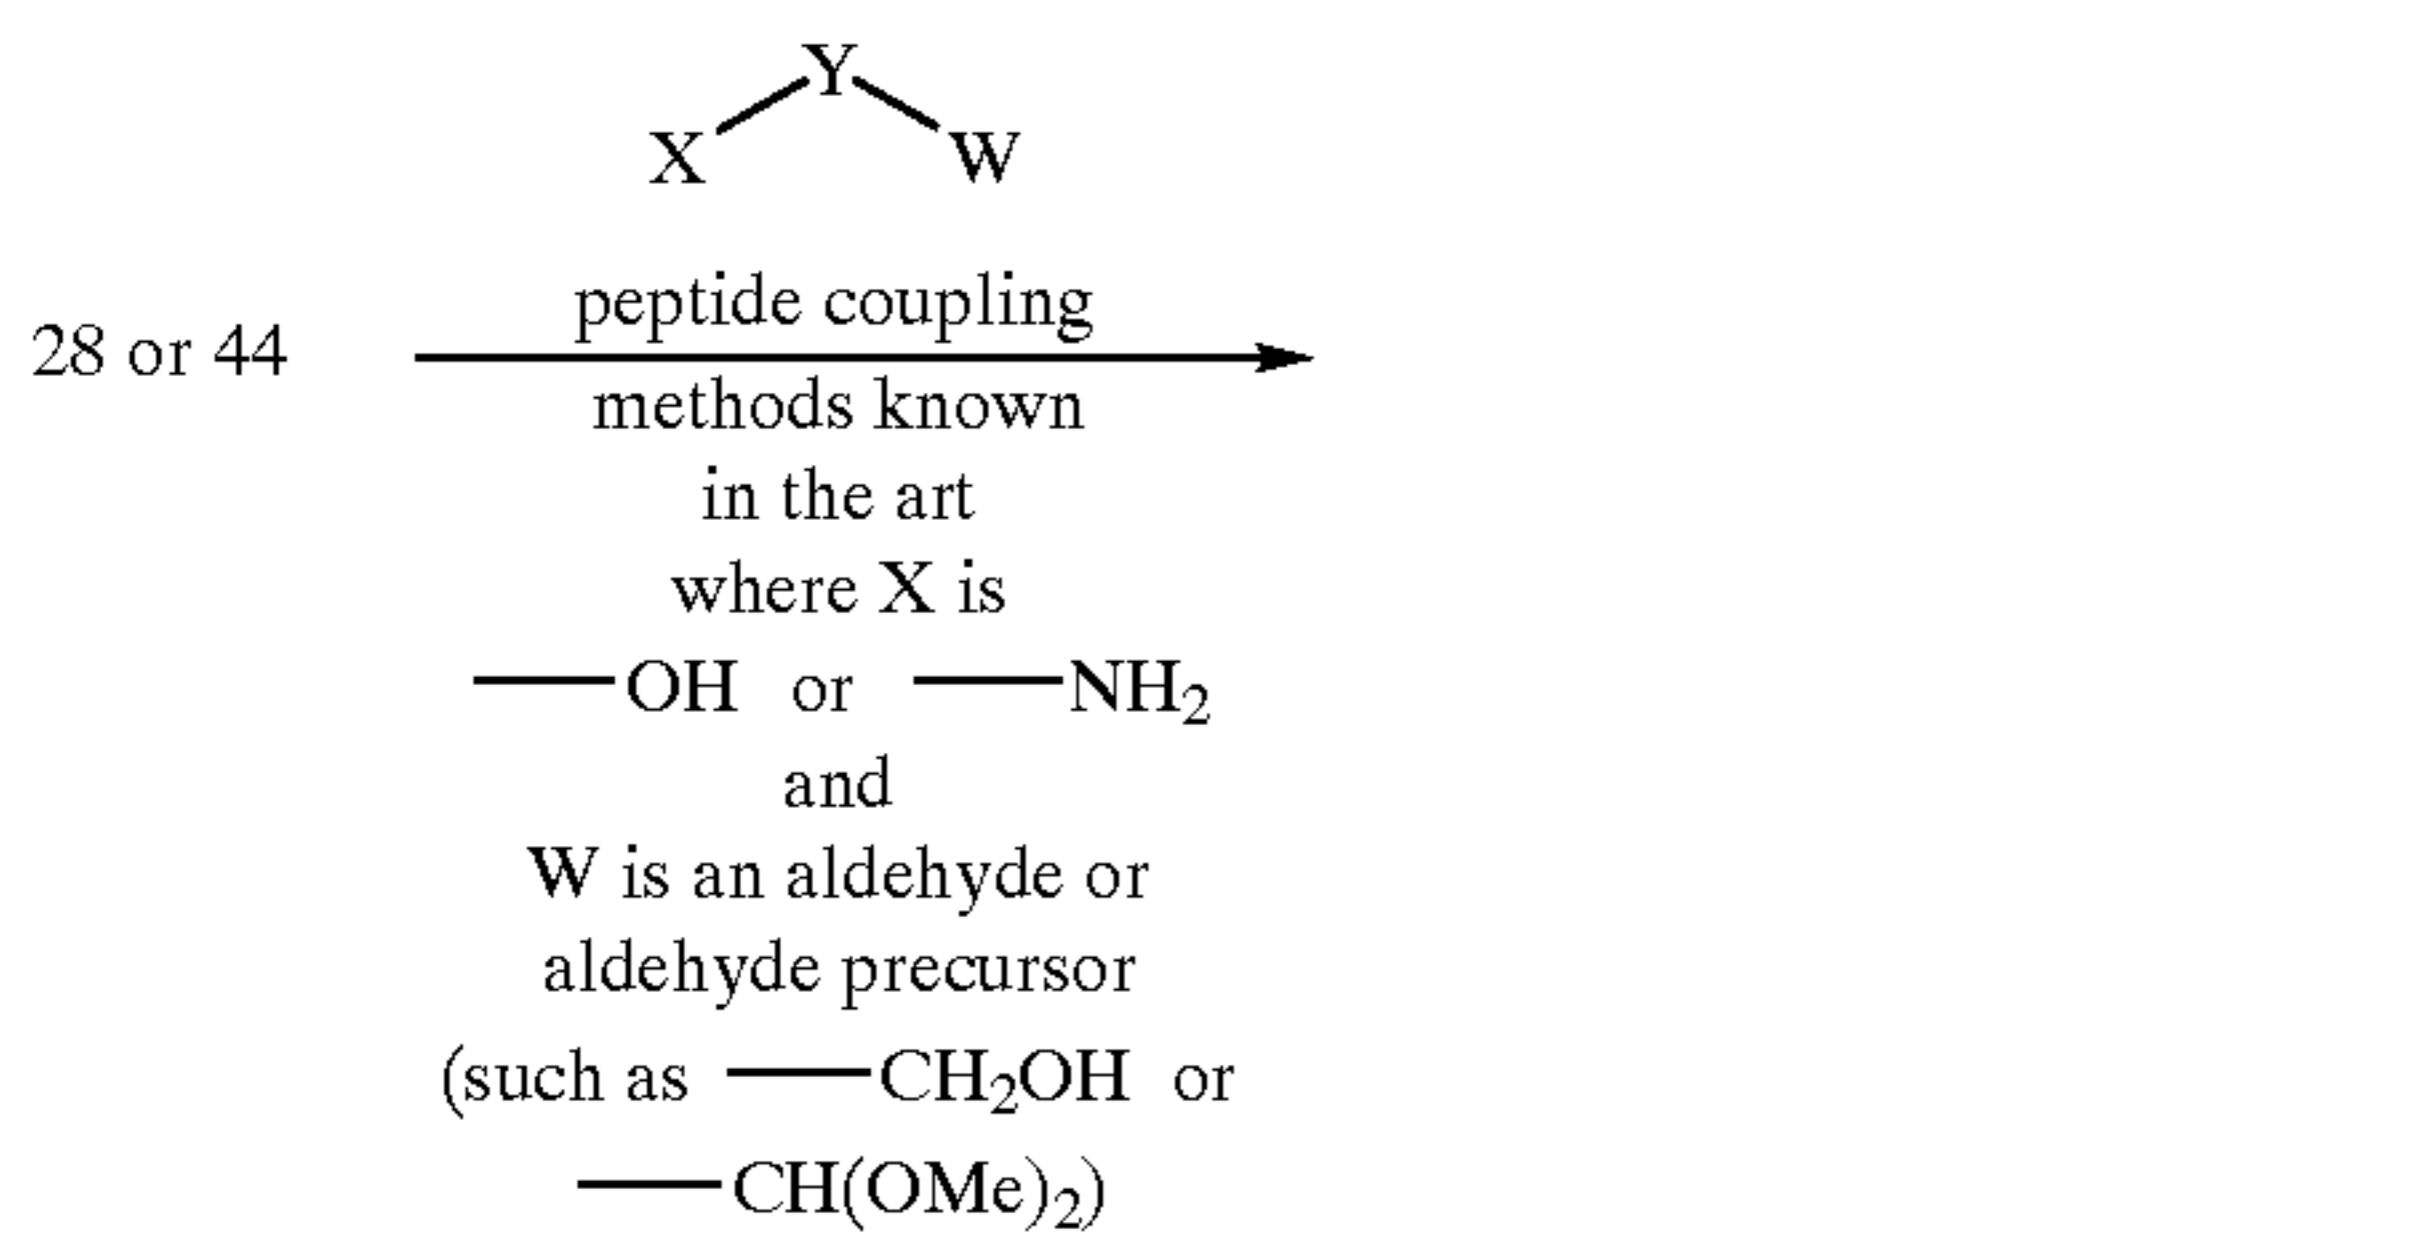 Y
X W
peptide coupling
28 or 44
methods known
in the art
where X is
—OH or —NH₂
and
W is an aldehyde or
aldehyde precursor
(such as —CH₂OH or
—CH(OMe)₂)